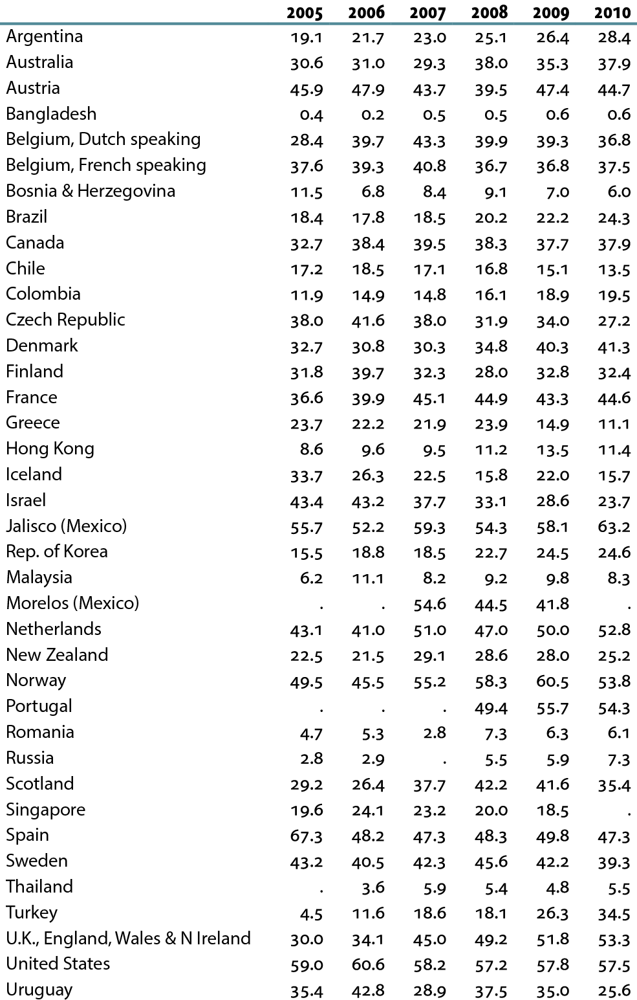 2005 2006 2007 2008 2009 2010
Argentina 19.1 21.7 23.0 25.1 26.4 28.4
Australia 30.6 31.0 29.3 38.0 35.3 37.9
Austria 45.9 47.9 43.7 39.5 47.4 44.7
Bangladesh 0.4 0.2 0.5 0.5 0.6 0.6
Belgium, Dutch speaking 28.4 39.7 43.3 39.9 39.3 36.8
Belgium, French speaking 37.6 39.3 40.8 36.7 36.8 37.5
Bosnia & Herzegovina 11.5 6.8 8.4 9.1 7.0 6.0
Brazil 18.4 17.8 18.5 20.2 22.2 24.3
Canada 32.7 38.4 39.5 38.3 37.7 37.9
Chile 17.2 18.5 17.1 16.8 15.1 13.5
Colombia 11.9 14.9 14.8 16.1 18.9 19.5
Czech Republic 38.0 41.6 38.0 31.9 34.0 27.2
Denmark 32.7 30.8 30.3 34.8 40.3 41.3
Finland 31.8 39.7 32.3 28.0 32.8 32.4
France 36.6 39.9 45.1 44.9 43.3 44.6
Greece 23.7 22.2 21.9 23.9 14.9 11.1
Hong Kong 8.6 9.6 9.5 11.2 13.5 11.4
Iceland 33.7 26.3 22.5 15.8 22.0 15.7
Israel 43.4 43.2 37.7 33.1 28.6 23.7
Jalisco (Mexico) 55.7 52.2 59.3 54.3 58.1 63.2
Rep. of Korea 15.5 18.8 18.5 22.7 24.5 24.6
Malaysia 6.2 11.1 8.2 9.2 9.8 8.3
Morelos (Mexico) . . 54.6 44.5 41.8 .
Netherlands 43.1 41.0 51.0 47.0 50.0 52.8
New Zealand 22.5 21.5 29.1 28.6 28.0 25.2
Norway 49.5 45.5 55.2 58.3 60.5 53.8
Portugal . . . 49.4 55.7 54.3
Romania 4.7 5.3 2.8 7.3 6.3 6.1
Russia 2.8 2.9 . 5.5 5.9 7.3
Scotland 29.2 26.4 37.7 42.2 41.6 35.4
Singapore 19.6 24.1 23.2 20.0 18.5 .
Spain 67.3 48.2 47.3 48.3 49.8 47.3
Sweden 43.2 40.5 42.3 45.6 42.2 39.3
Thailand . 3.6 5.9 5.4 4.8 5.5
Turkey 4.5 11.6 18.6 18.1 26.3 34.5
U.K., England, Wales & N Ireland 30.0 34.1 45.0 49.2 51.8 53.3
United States 59.0 60.6 58.2 57.2 57.8 57.5
Uruguay 35.4 42.8 28.9 37.5 35.0 25.6